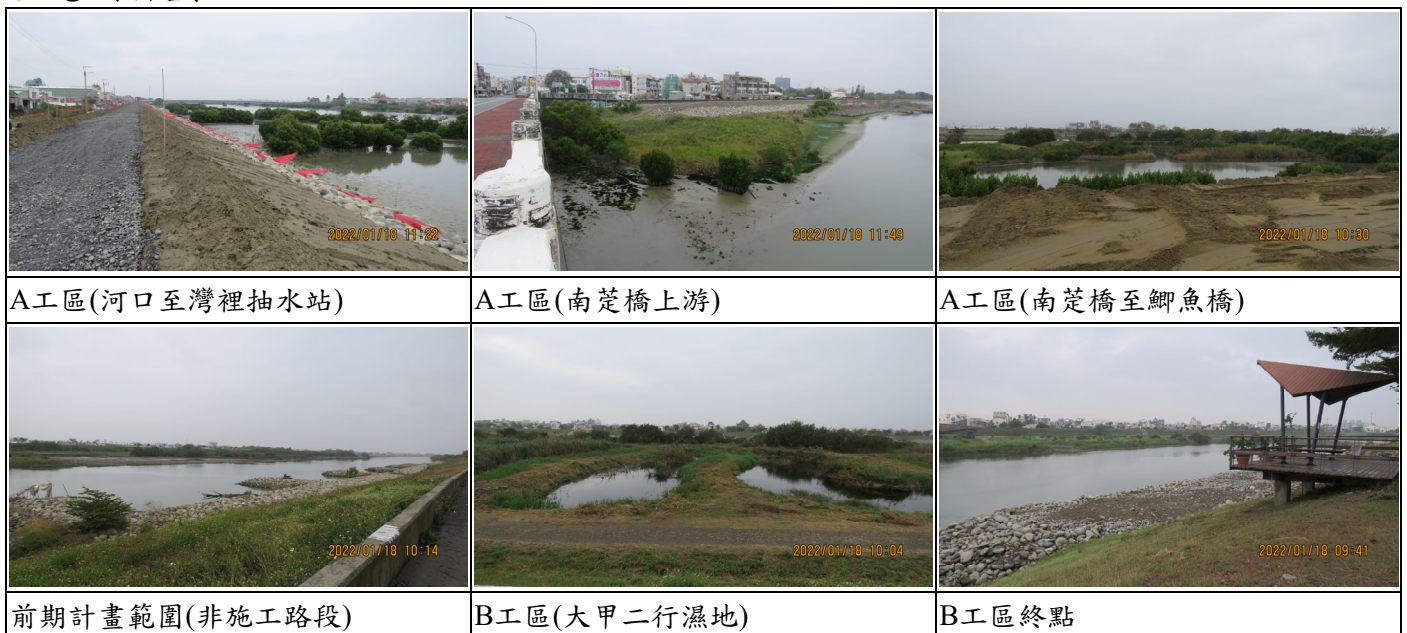 2022/01/18 11:22
2022/01/18 11:49
2022/01/18 10:30
A工區(河口至灣裡抽水站)
A工區(南萣橋上游)
A工區(南萣橋至鯽魚橋)
2022/01/18 10:14
2022/01/18 10:04
2022/01/18 09:41
前期計畫範圍(非施工路段)
B工區(大甲二行濕地)
B工區終點